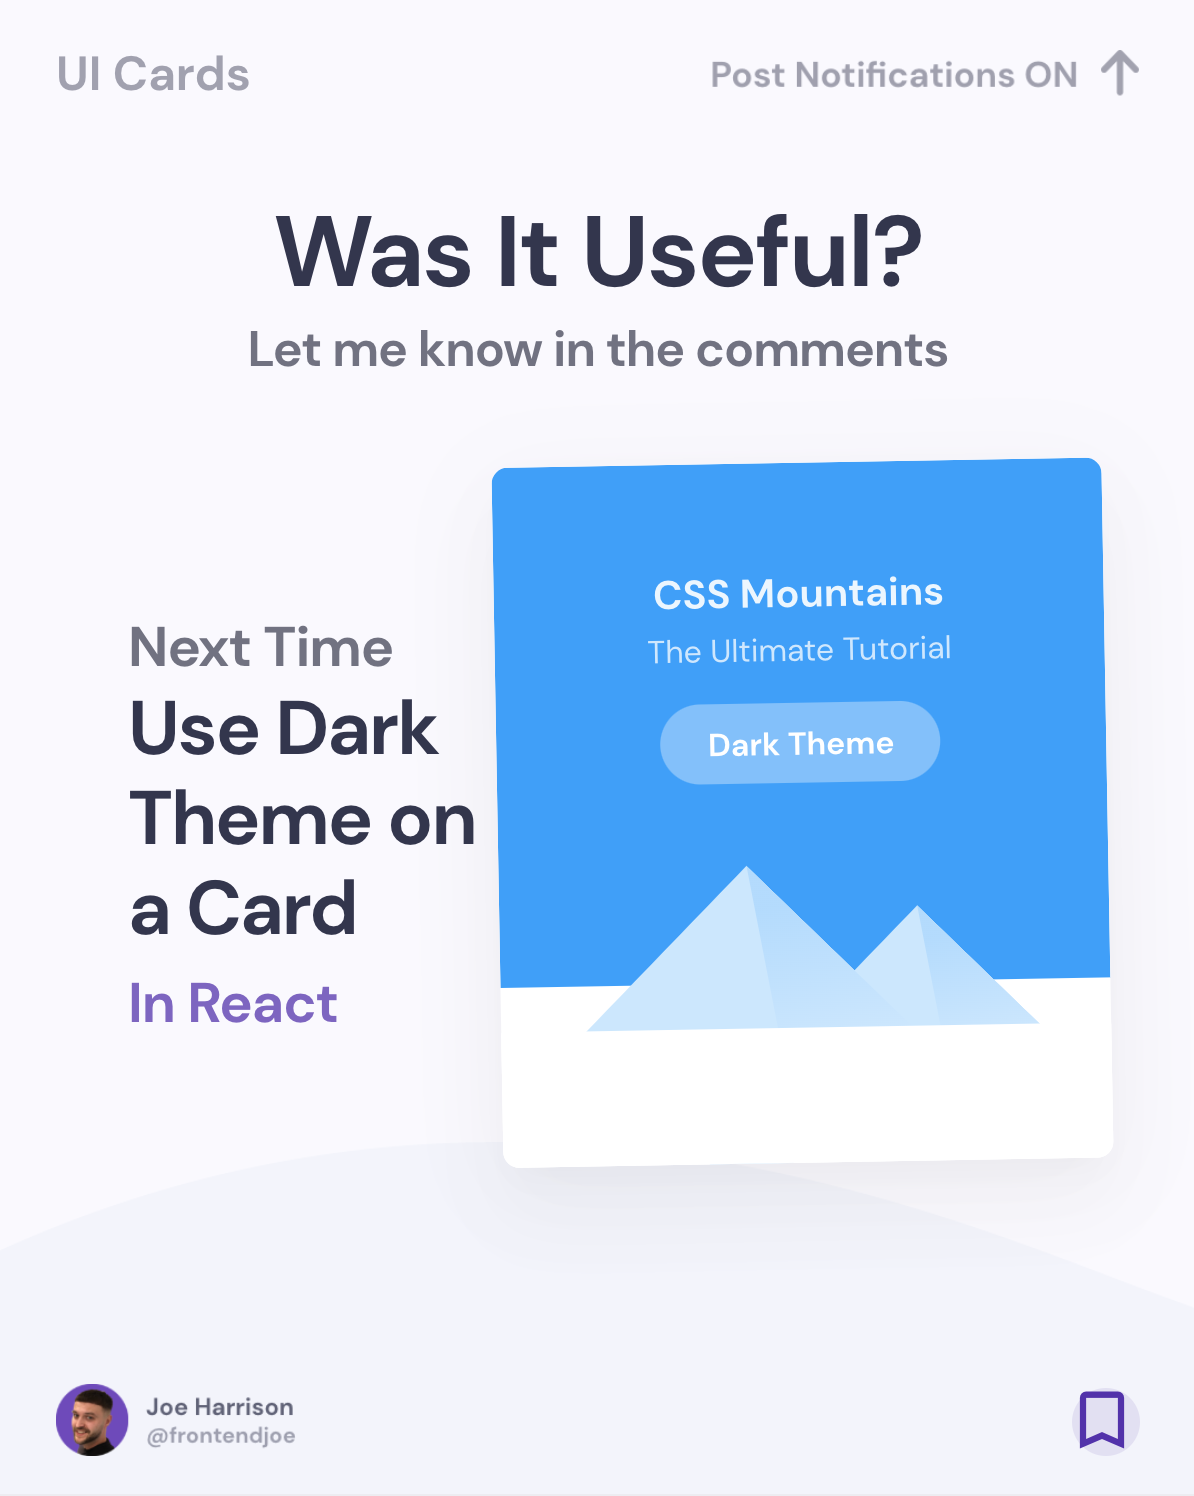 UI Cards
Post Notifications ON
Was It Useful?
Let me know in the comments
Next Time
Use Dark
Theme on
a Card
In React
CSS Mountains
The Ultimate Tutorial
Dark Theme
Joe Harrison
@frontendjoe